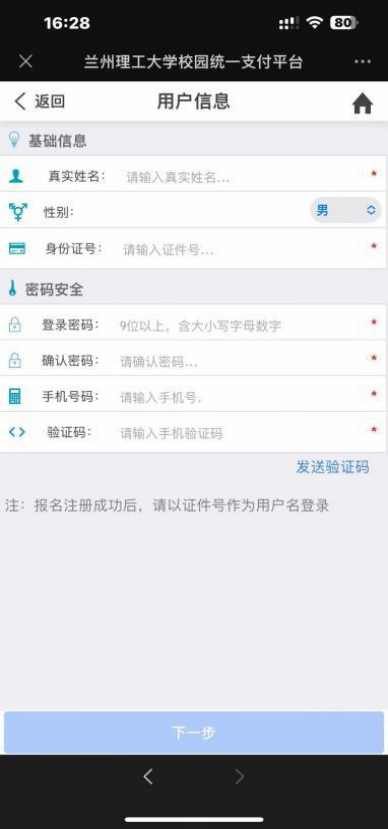 16:28
80
兰州理工大学校园统一支付平台
返回 用户信息
基础信息
真实姓名： 请输入真实姓名... *
性别： 男
身份证号： 请输入证件号... *
密码安全
登录密码： 9位以上，含大小写字母数字 *
确认密码： 请确认密码... *
手机号码： 请输入手机号. *
验证码： 请输入手机验证码 *
发送验证码
注：报名注册成功后，请以证件号作为用户名登录
下一步